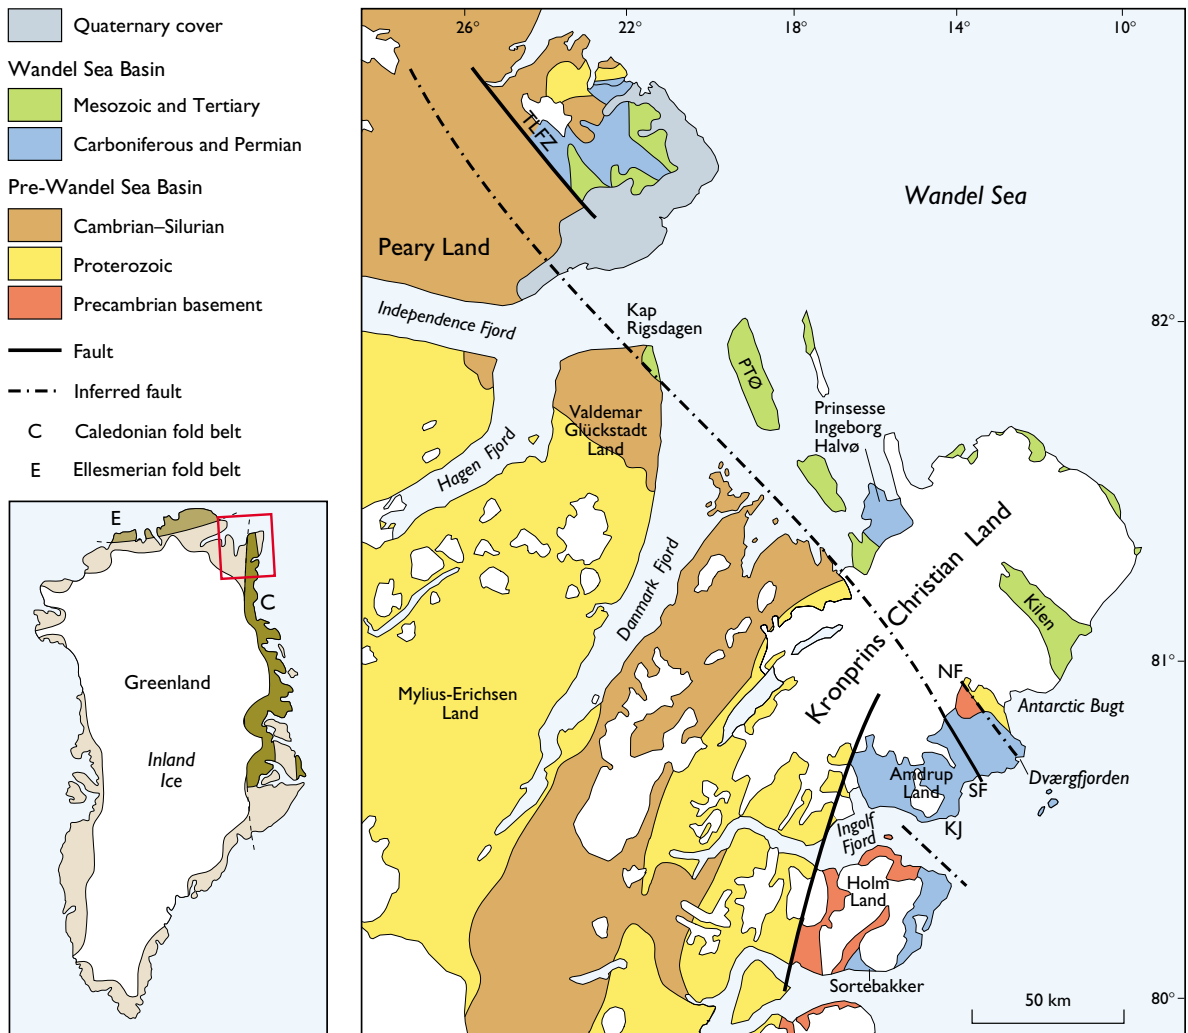 Quaternary cover
Wandel Sea Basin
Mesozoic and Tertiary
Carboniferous and Permian
Pre-Wandel Sea Basin
Cambrian–Silurian
Proterozoic
Precambrian basement
Fault
Inferred fault
C Caledonian fold belt
E Ellesmerian fold belt
E
C
Greenland
Inland
Ice
26° 22° 18° 14° 10°
TLFZ
Wandel Sea
Peary Land
Independence Fjord
Kap
Rigsdagen
82°
PTØ
Valdemar
Glückstadt
Land
Prinsesse
Ingeborg
Halvø
Hagen Fjord
Danmark Fjord
Kronprins Christian Land
Kilen
81°
Mylius-Erichsen
Land
NF
Antarctic Bugt
Amdrup
Land
SF
Dværgfjorden
KJ
Ingolf
Fjord
Holm
Land
Sortebakker
50 km
80°